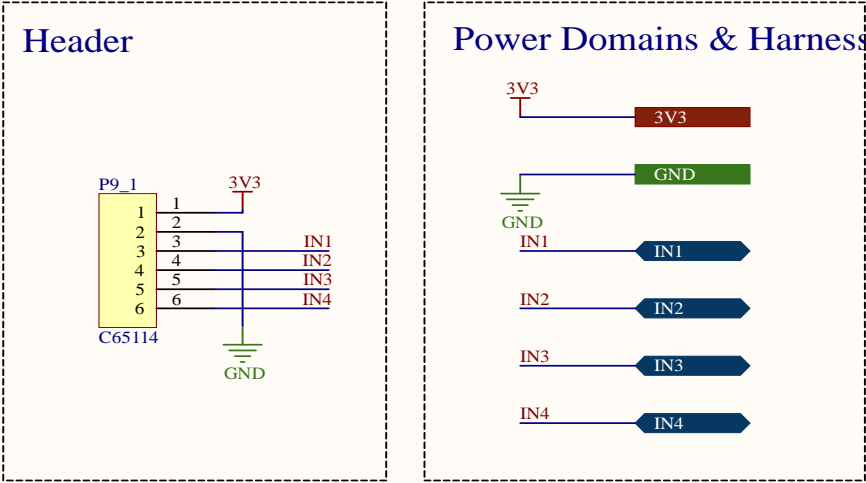 Header
Power Domains & Harness
P9_1
1 1
2 2
3 3
4 4
5 5
6 6
C65114
3V3
IN1
IN2
IN3
IN4
GND
3V3
3V3
GND
GND
IN1 IN1
IN2 IN2
IN3 IN3
IN4 IN4